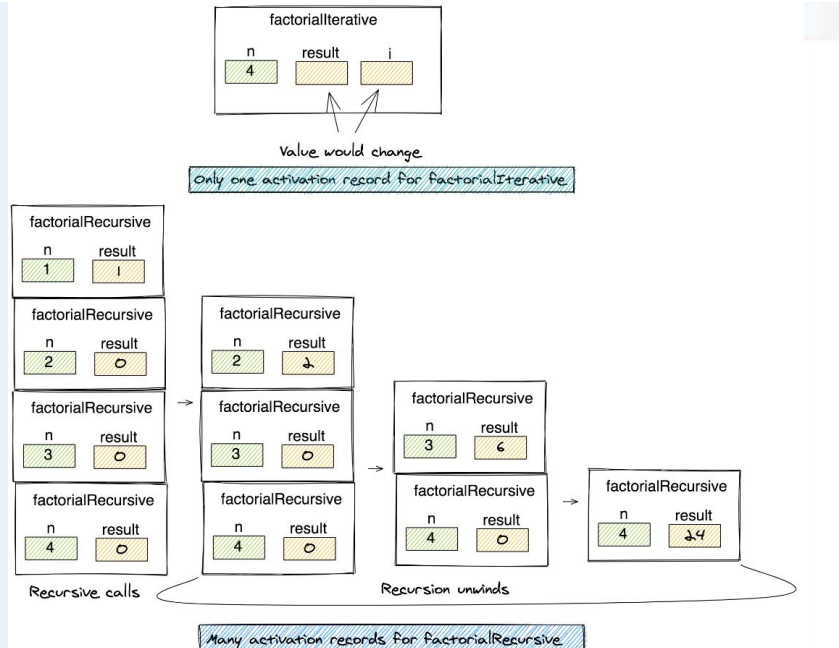 factorialIterative
n result i
4
Value would change
Only one activation record for factorialIterative
factorialRecursive
n result
1 1
factorialRecursive
n result
2 0
factorialRecursive
n result
3 0
factorialRecursive
n result
4 0
Recursive calls
factorialRecursive
n result
2 2
factorialRecursive
n result
3 0
factorialRecursive
n result
4 0
factorialRecursive
n result
3 6
factorialRecursive
n result
4 0
factorialRecursive
n result
4 24
Recursion unwinds
Many activation records for factorialRecursive